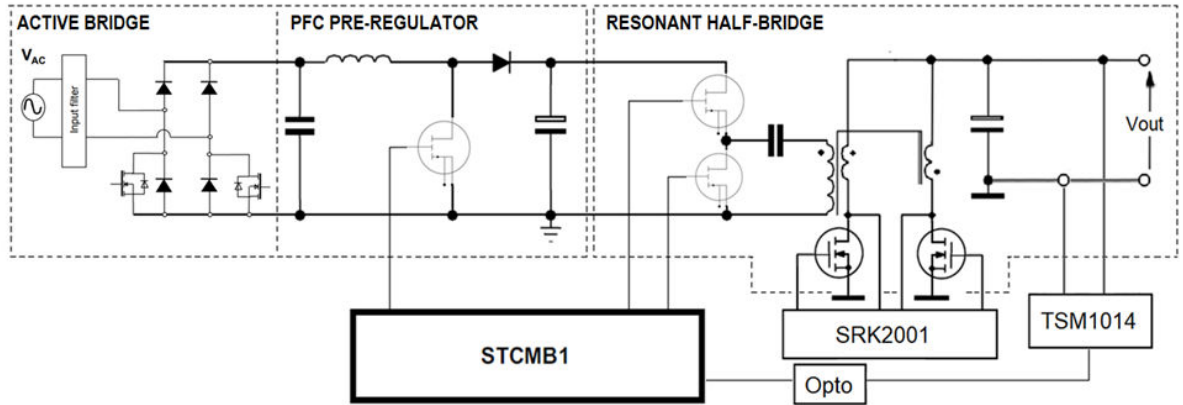 ACTIVE BRIDGE
PFC PRE-REGULATOR
RESONANT HALF-BRIDGE
VAC
Input filter
Vout
STCMB1
SRK2001
TSM1014
Opto